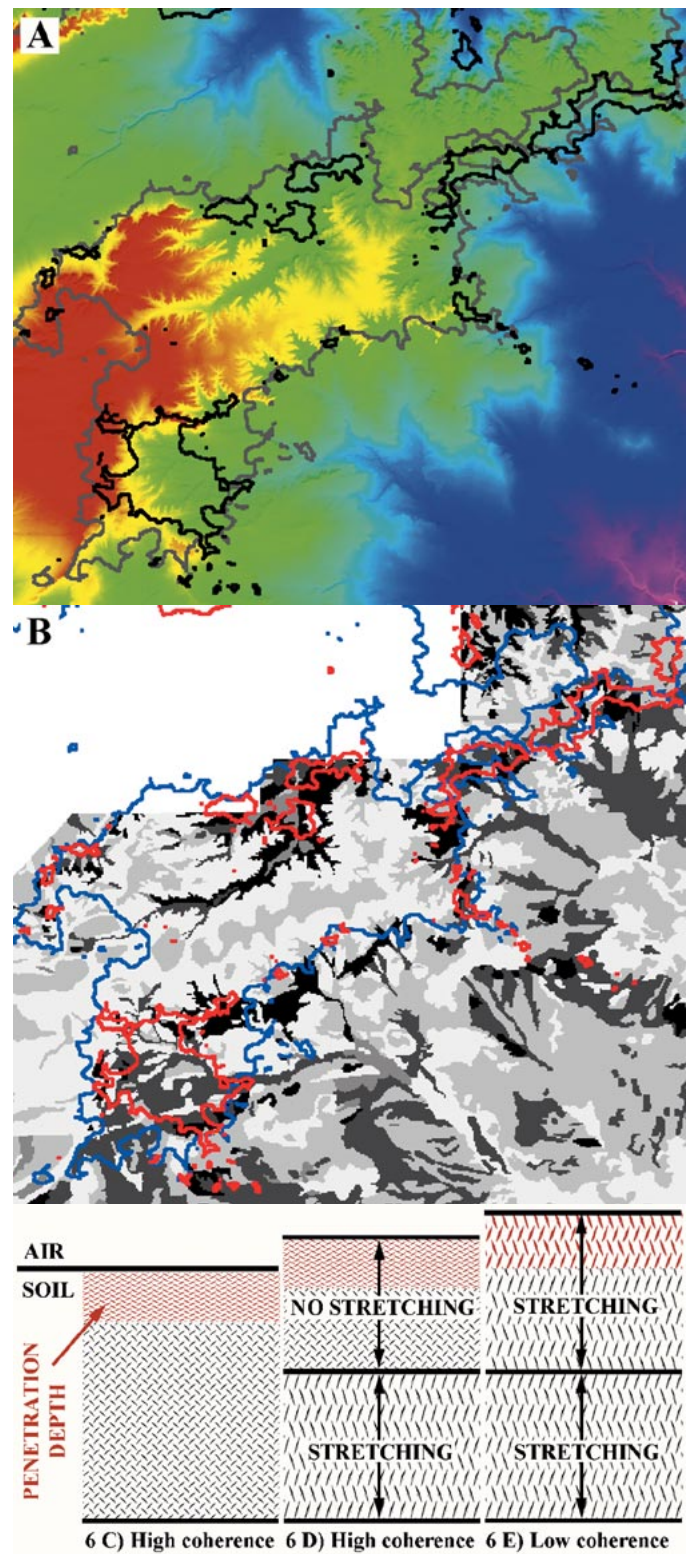 A
B
AIR
SOIL
PENETRATION
DEPTH
NO STRETCHING
STRETCHING
STRETCHING
STRETCHING
6 C) High coherence
6 D) High coherence
6 E) Low coherence